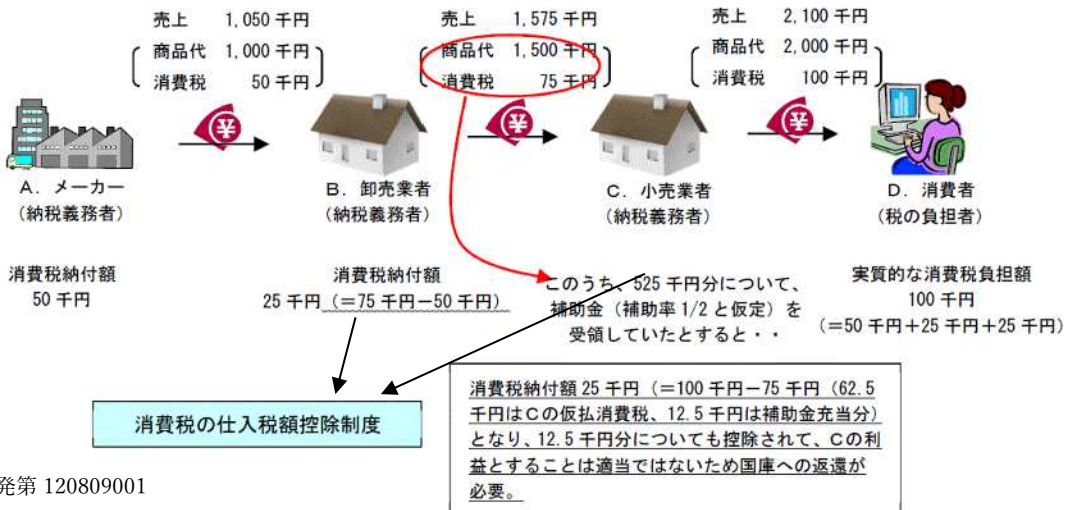 売上 1,050 千円
商品代 1,000 千円
消費税 50 千円
売上 1,575 千円
商品代 1,500 千円
消費税 75 千円
売上 2,100 千円
商品代 2,000 千円
消費税 100 千円
¥
¥
¥
A．メーカー
（納税義務者）
B．卸売業者
（納税義務者）
C．小売業者
（納税義務者）
D．消費者
（税の負担者）
消費税納付額
50 千円
消費税納付額
25 千円（＝75 千円－50 千円）
このうち、525 千円分について、
補助金（補助率 1/2 と仮定）を
受領していたとすると・・
実質的な消費税負担額
100 千円
（＝50 千円＋25 千円＋25 千円）
消費税の仕入税額控除制度
消費税納付額 25 千円（＝100 千円－75 千円（62.5
千円はCの仮払消費税、12.5 千円は補助金充当分）
となり、12.5 千円分についても控除されて、Cの利
益とすることは適当ではないため国庫への返還が
必要。
発第 120809001